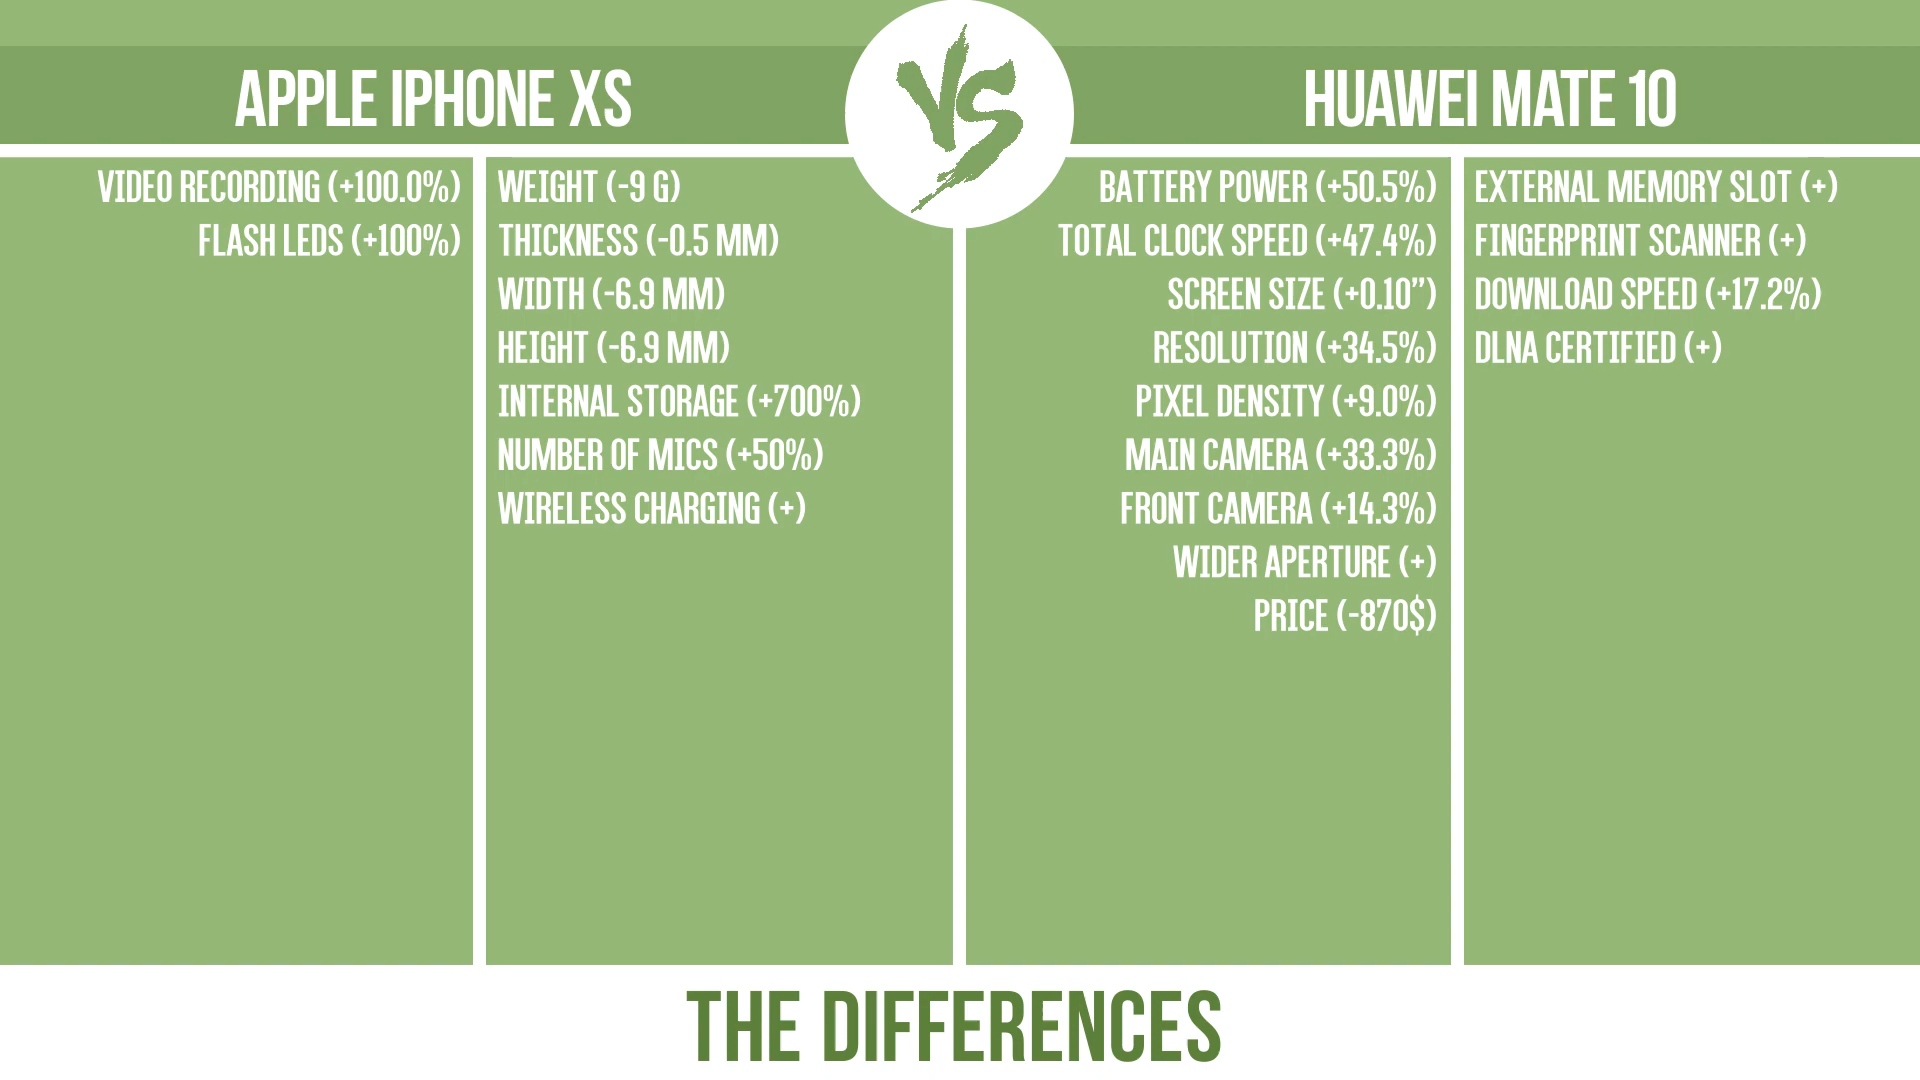 APPLE IPHONE XS
VS
HUAWEI MATE 10
VIDEO RECORDING (+100.0%)
FLASH LEDS (+100%)
WEIGHT (-9 G)
THICKNESS (-0.5 MM)
WIDTH (-6.9 MM)
HEIGHT (-6.9 MM)
INTERNAL STORAGE (+700%)
NUMBER OF MICS (+50%)
WIRELESS CHARGING (+)
BATTERY POWER (+50.5%)
TOTAL CLOCK SPEED (+47.4%)
SCREEN SIZE (+0.10”)
RESOLUTION (+34.5%)
PIXEL DENSITY (+9.0%)
MAIN CAMERA (+33.3%)
FRONT CAMERA (+14.3%)
WIDER APERTURE (+)
PRICE (-870$)
EXTERNAL MEMORY SLOT (+)
FINGERPRINT SCANNER (+)
DOWNLOAD SPEED (+17.2%)
DLNA CERTIFIED (+)
THE DIFFERENCES